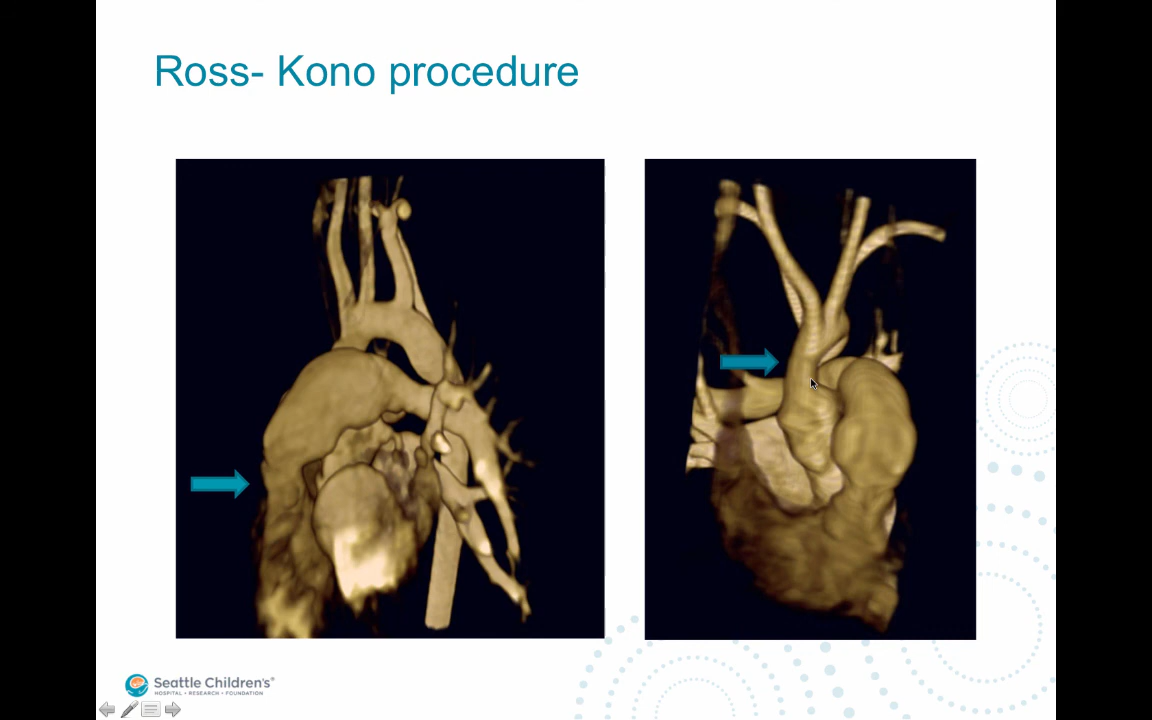 Ross- Kono procedure
Seattle Children's®
HOSPITAL • RESEARCH • FOUNDATION